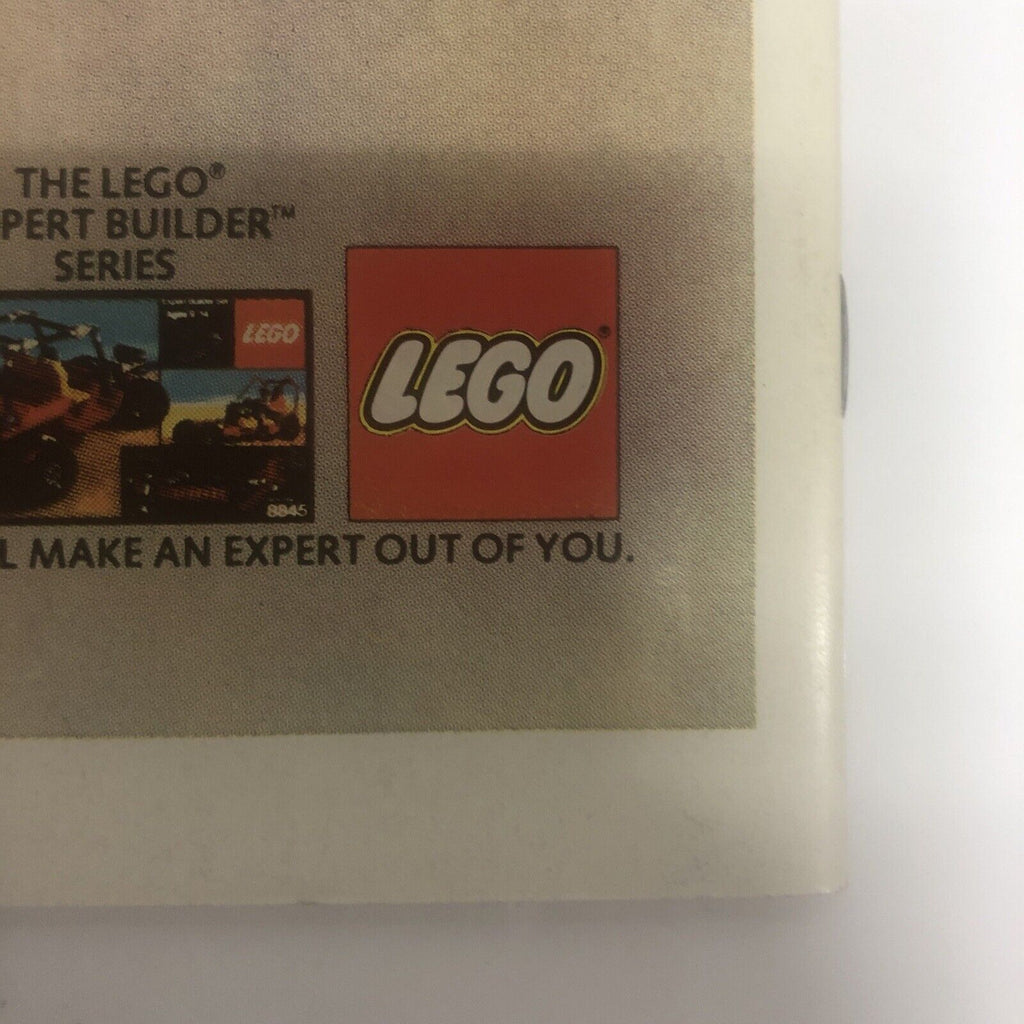 THE LEGO®
PERT BUILDER™
SERIES
LEGO
8845
LEGO®
L MAKE AN EXPERT OUT OF YOU.